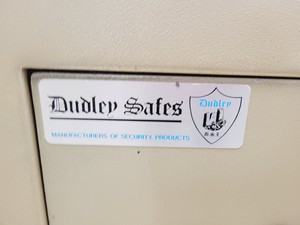 Dudley Safes
MANUFACTURERS OF SECURITY PRODUCTS
Dudley